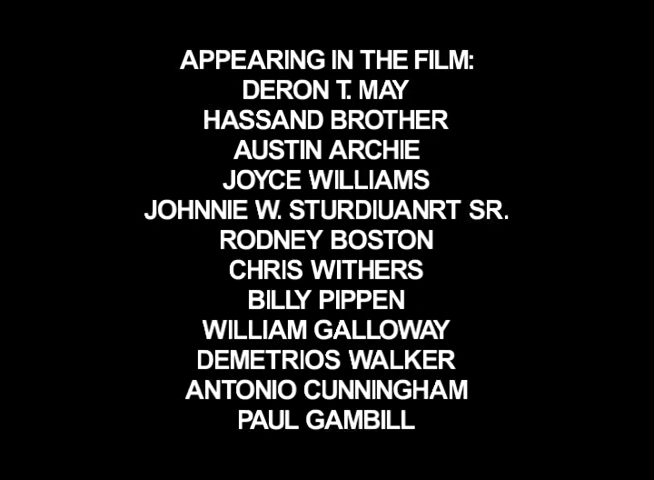 APPEARING IN THE FILM:
DERON T. MAY
HASSAND BROTHER
AUSTIN ARCHIE
JOYCE WILLIAMS
JOHNNIE W. STURDIUANRT SR.
RODNEY BOSTON
CHRIS WITHERS
BILLY PIPPEN
WILLIAM GALLOWAY
DEMETRIOS WALKER
ANTONIO CUNNINGHAM
PAUL GAMBILL